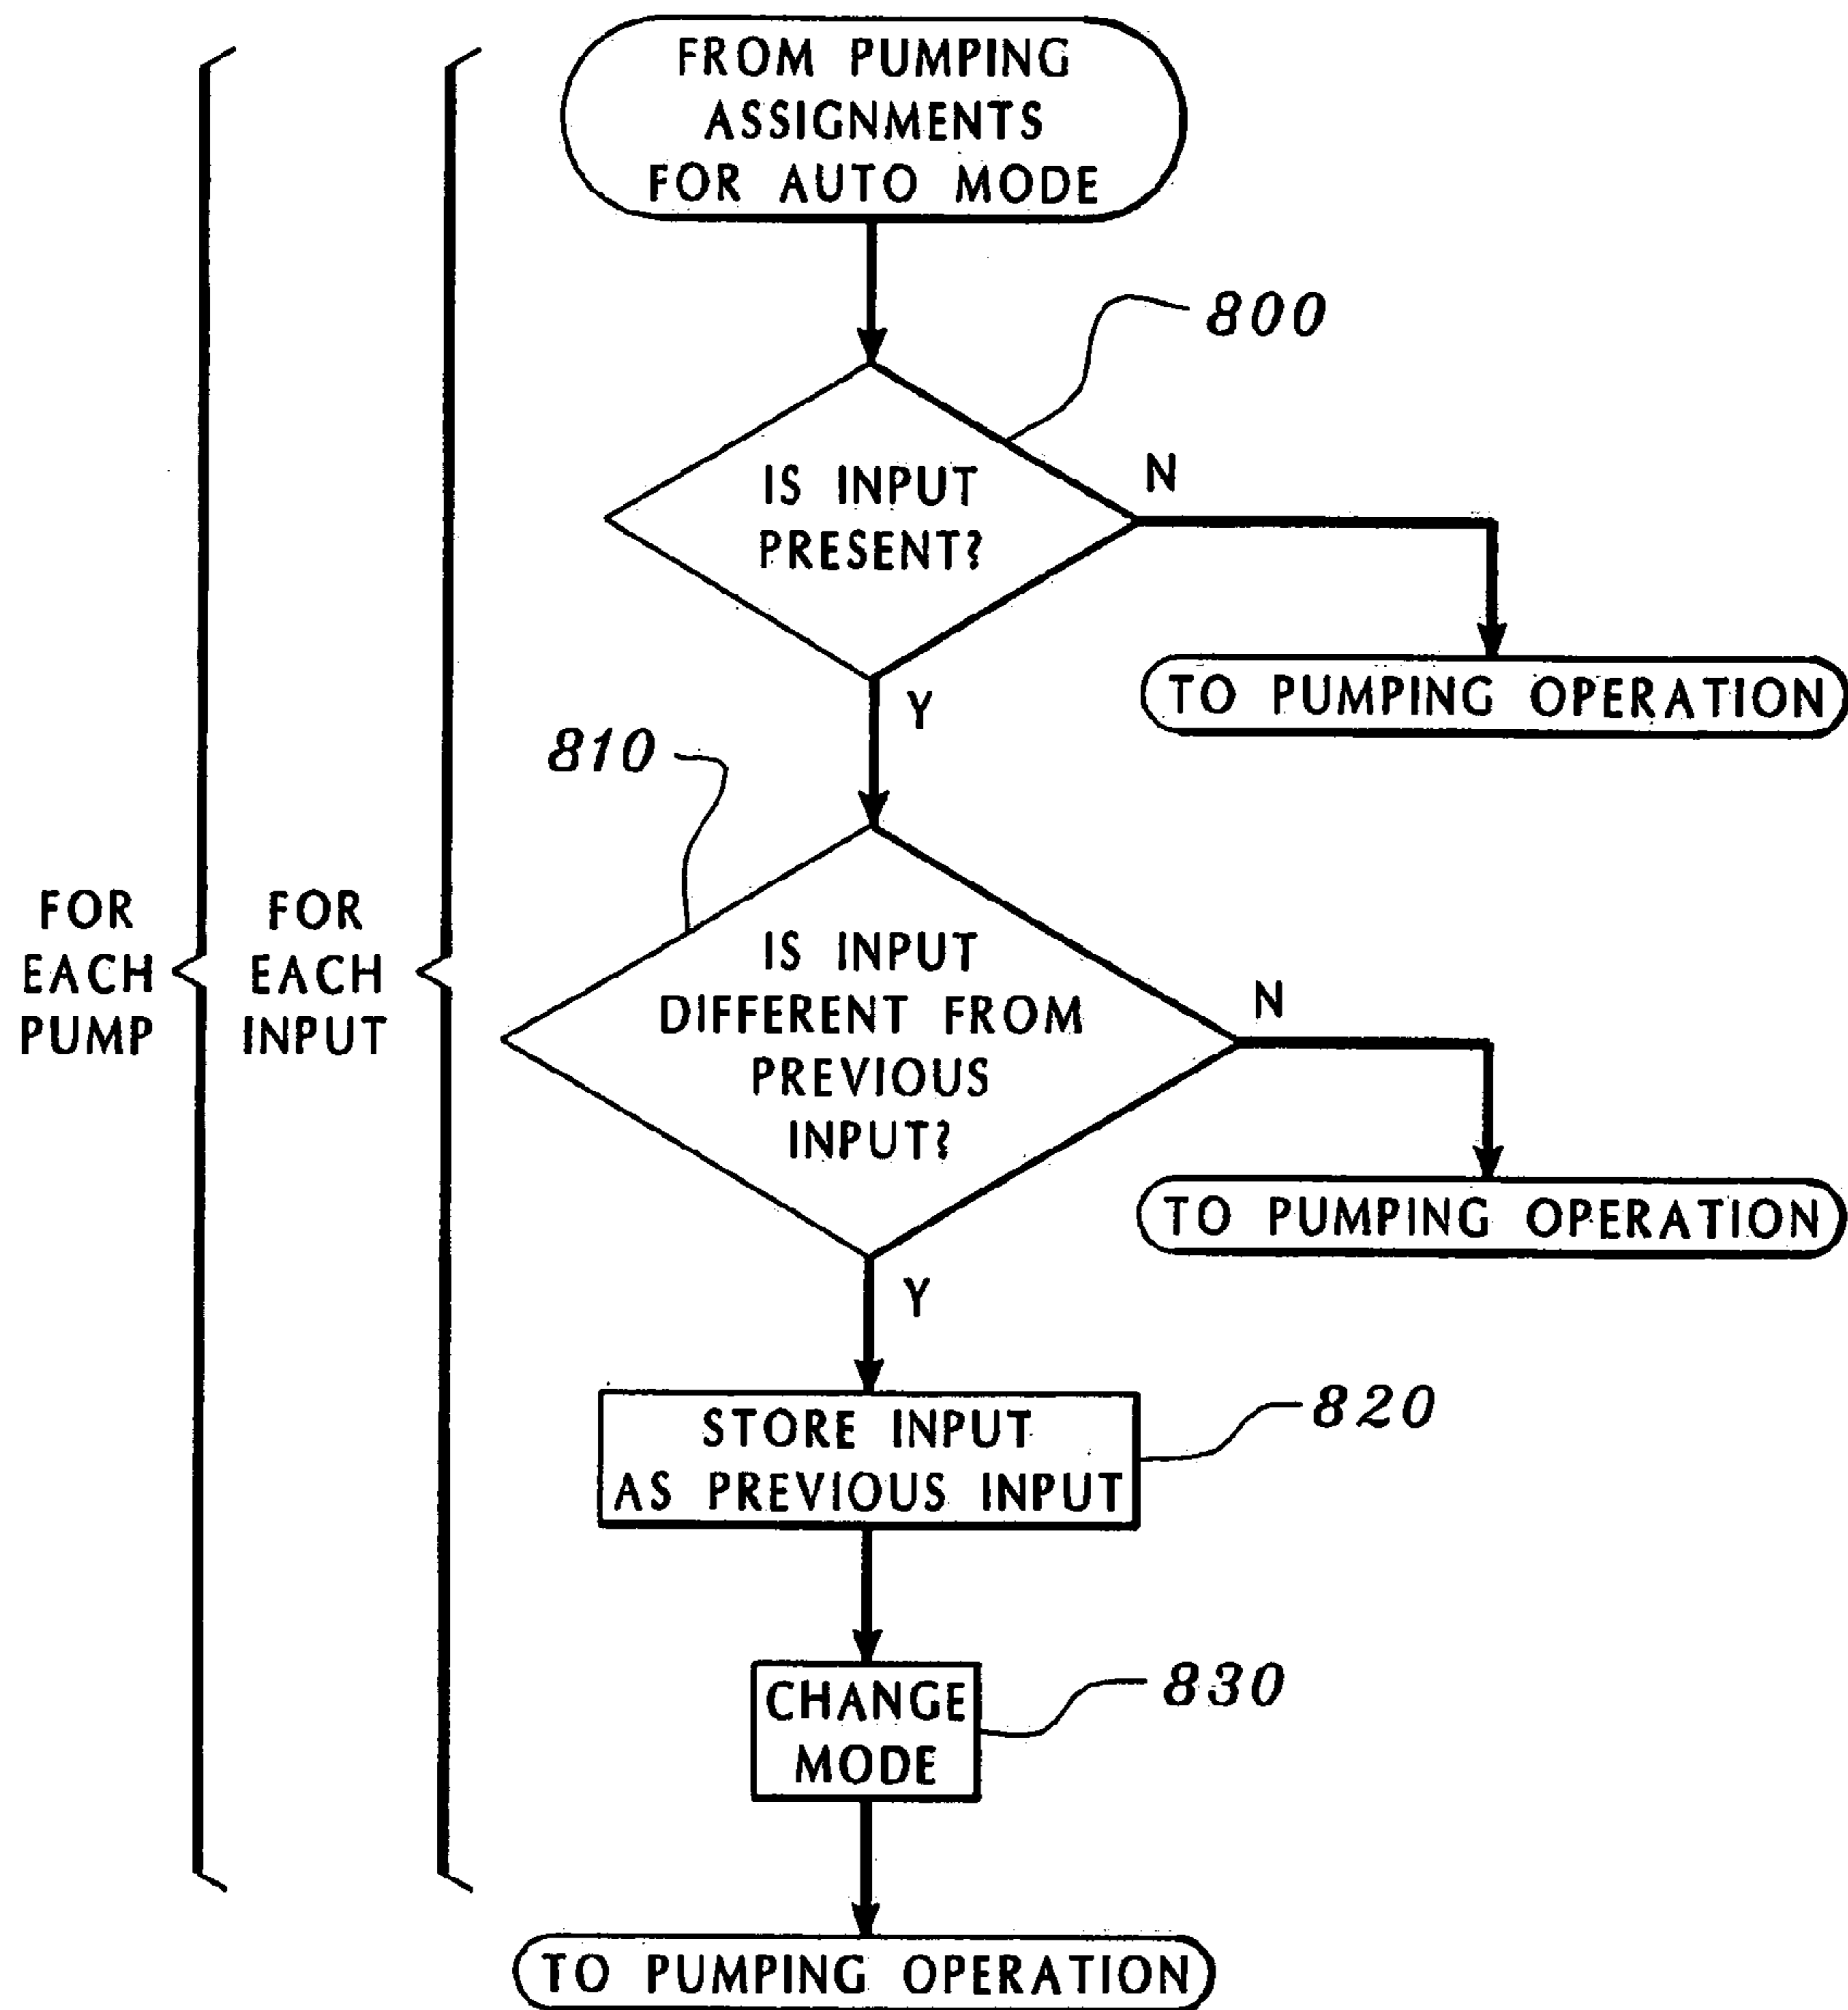 FROM PUMPING
ASSIGNMENTS
FOR AUTO MODE
800
IS INPUT
PRESENT?
N
TO PUMPING OPERATION
Y
810
FOR
EACH
PUMP
FOR
EACH
INPUT
IS INPUT
DIFFERENT FROM
PREVIOUS
INPUT?
N
TO PUMPING OPERATION
Y
STORE INPUT
AS PREVIOUS INPUT
820
CHANGE
MODE
830
TO PUMPING OPERATION